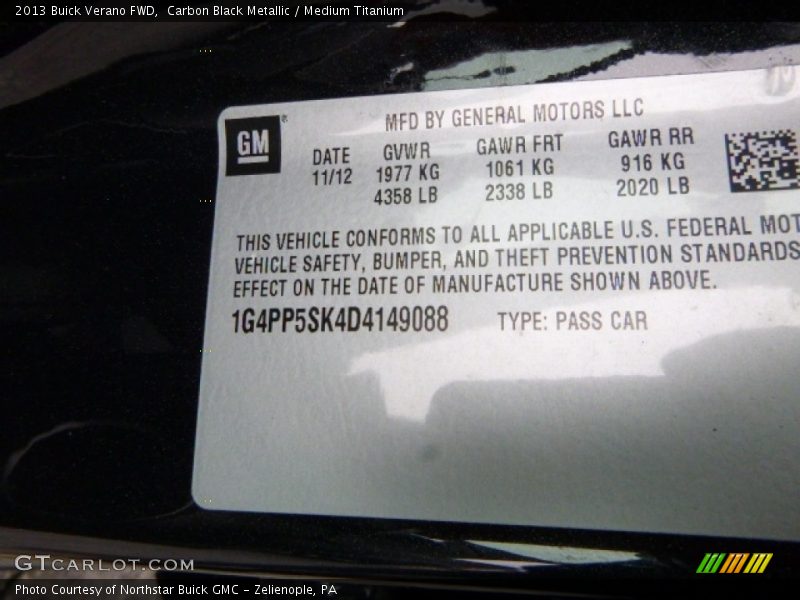 2013 Buick Verano FWD,  Carbon Black Metallic / Medium Titanium
GM®
MFD BY GENERAL MOTORS LLC
DATE GVWR GAWR FRT GAWR RR
11/12 1977 KG 1061 KG 916 KG
4358 LB 2338 LB 2020 LB
THIS VEHICLE CONFORMS TO ALL APPLICABLE U.S. FEDERAL MOT
VEHICLE SAFETY, BUMPER, AND THEFT PREVENTION STANDARDS
EFFECT ON THE DATE OF MANUFACTURE SHOWN ABOVE.
1G4PP5SK4D4149088 TYPE: PASS CAR
GTCARLOT.COM
Photo Courtesy of Northstar Buick GMC – Zelienople, PA